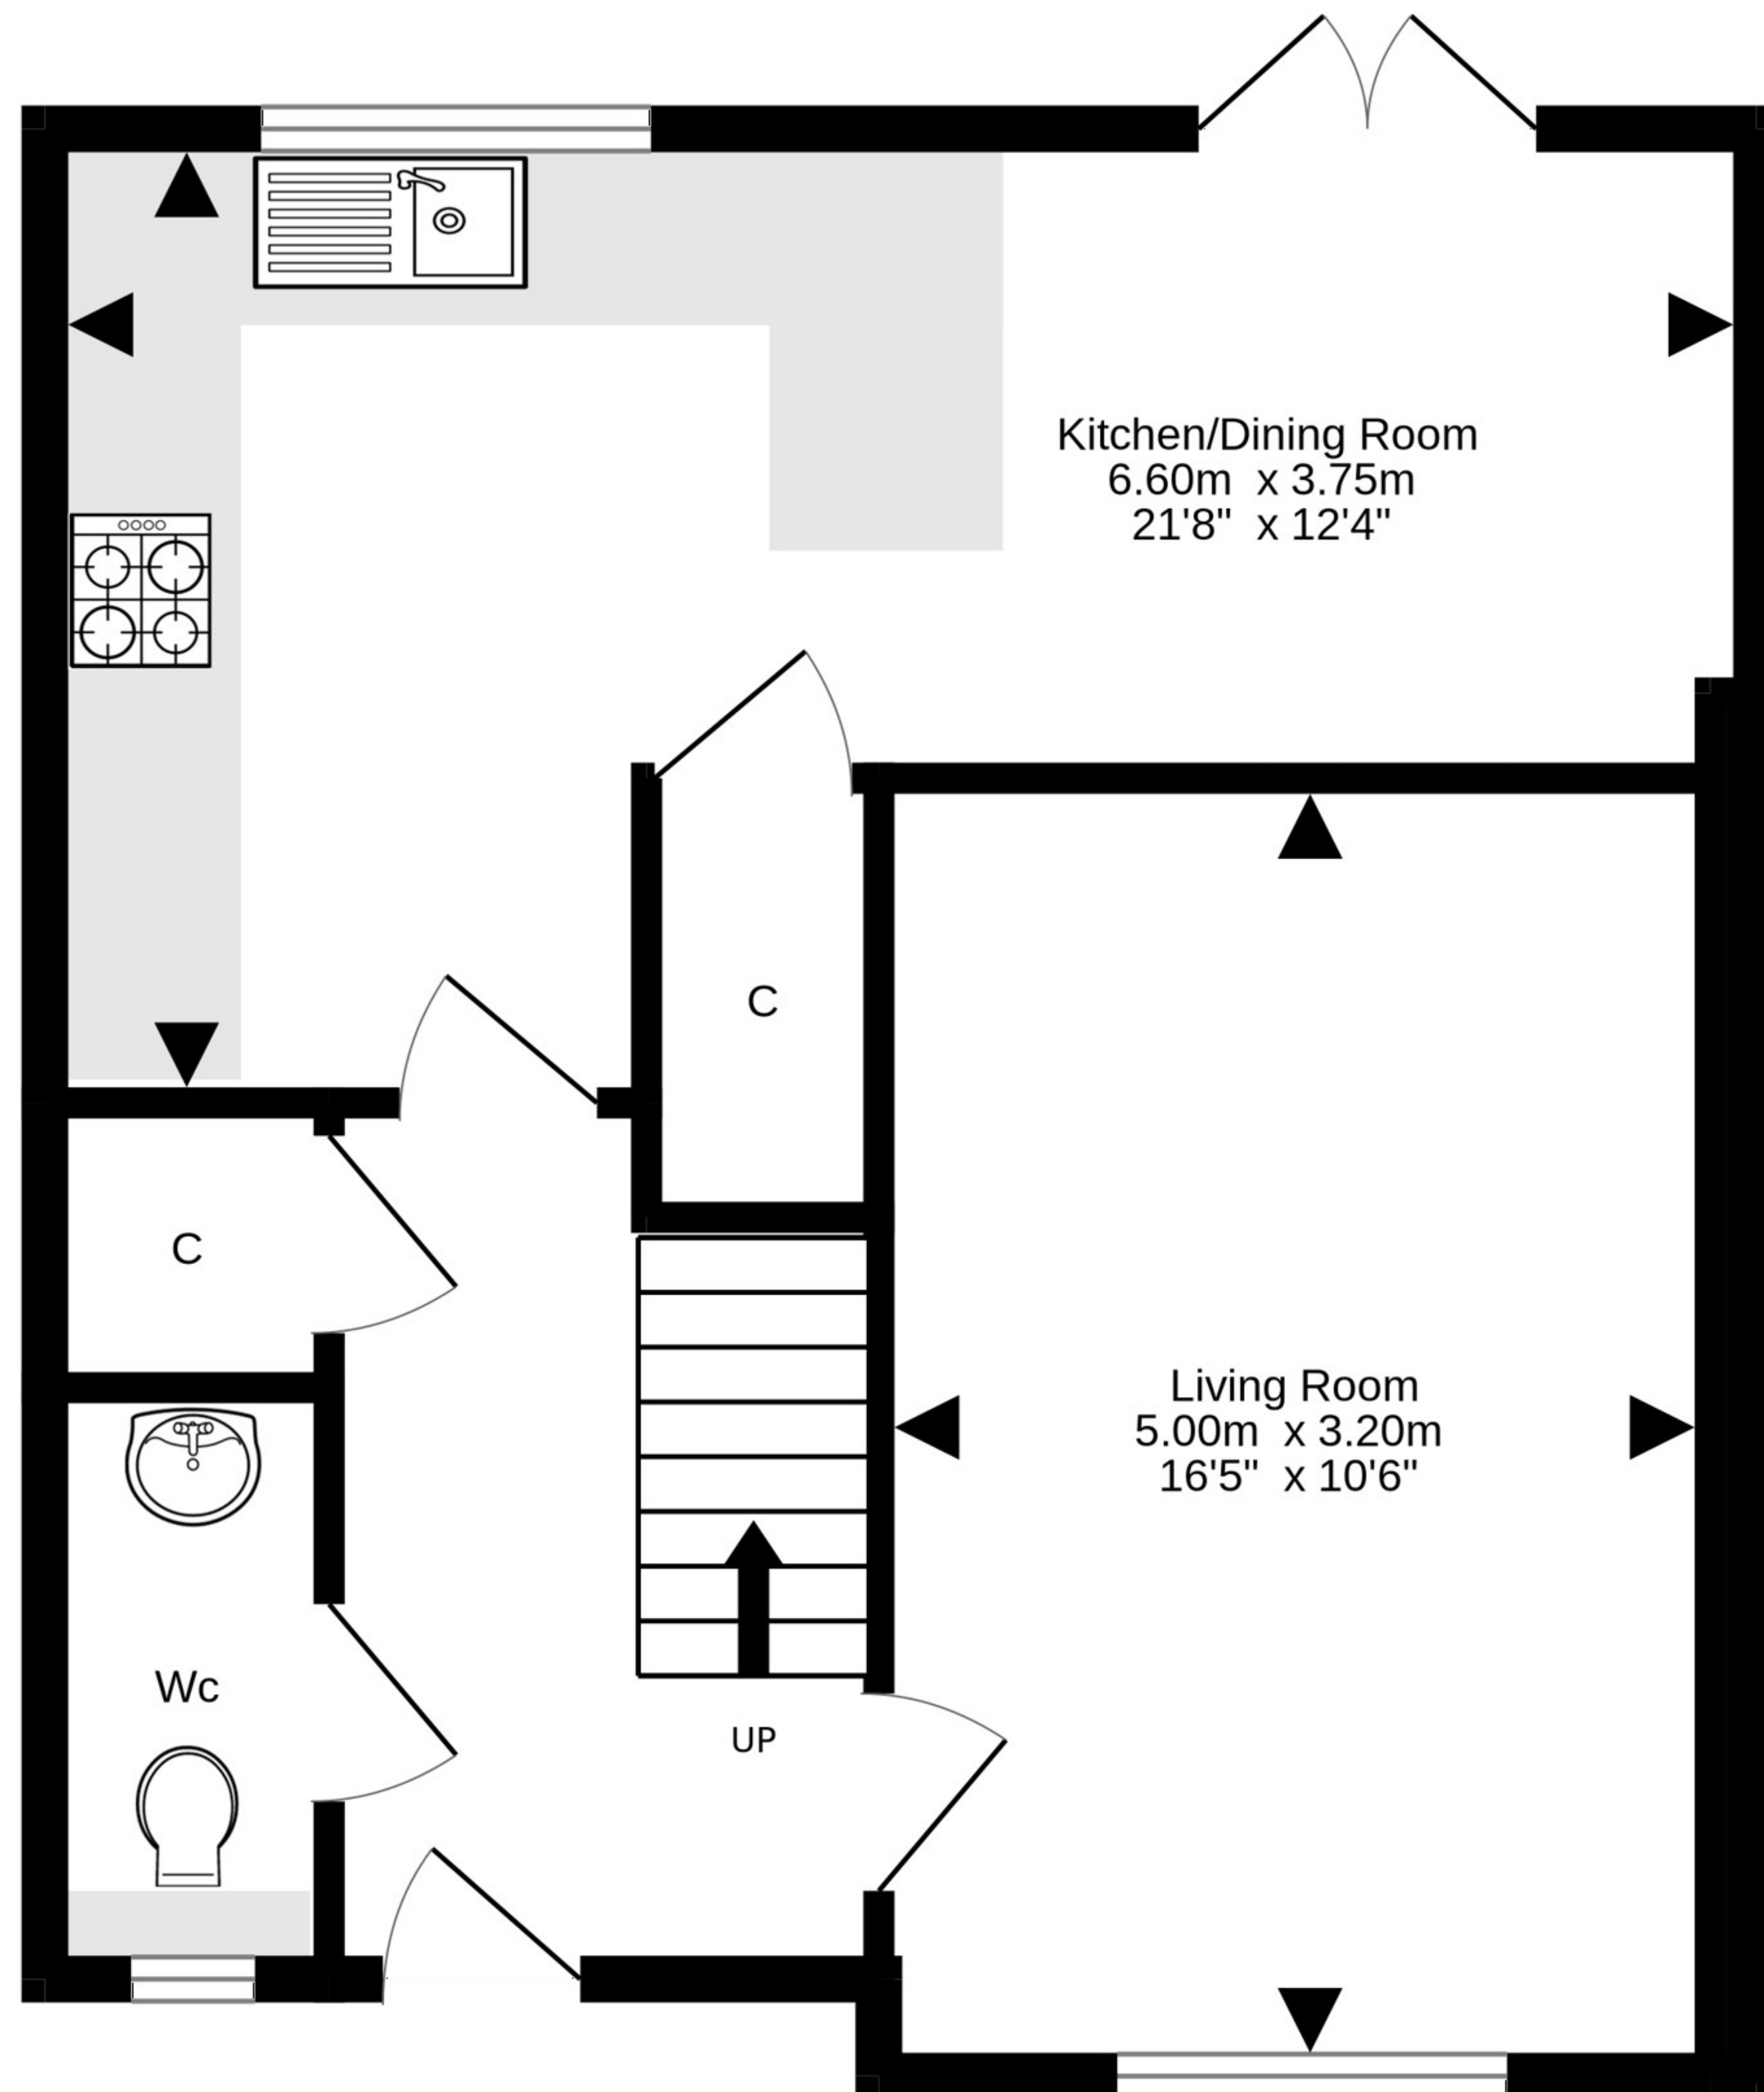 Kitchen/Dining Room
6.60m x 3.75m
21'8" x 12'4"
C
C
Living Room
5.00m x 3.20m
16'5" x 10'6"
Wc
UP